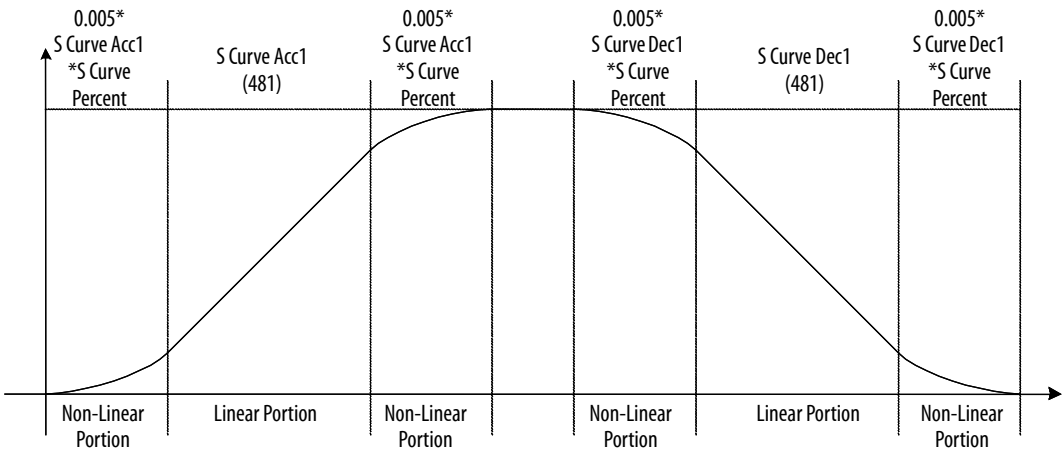 0.005*
S Curve Acc1
*S Curve
Percent
S Curve Acc1
(481)
0.005*
S Curve Acc1
*S Curve
Percent
0.005*
S Curve Dec1
*S Curve
Percent
S Curve Dec1
(481)
0.005*
S Curve Dec1
*S Curve
Percent
Non-Linear
Portion
Linear Portion
Non-Linear
Portion
Non-Linear
Portion
Linear Portion
Non-Linear
Portion